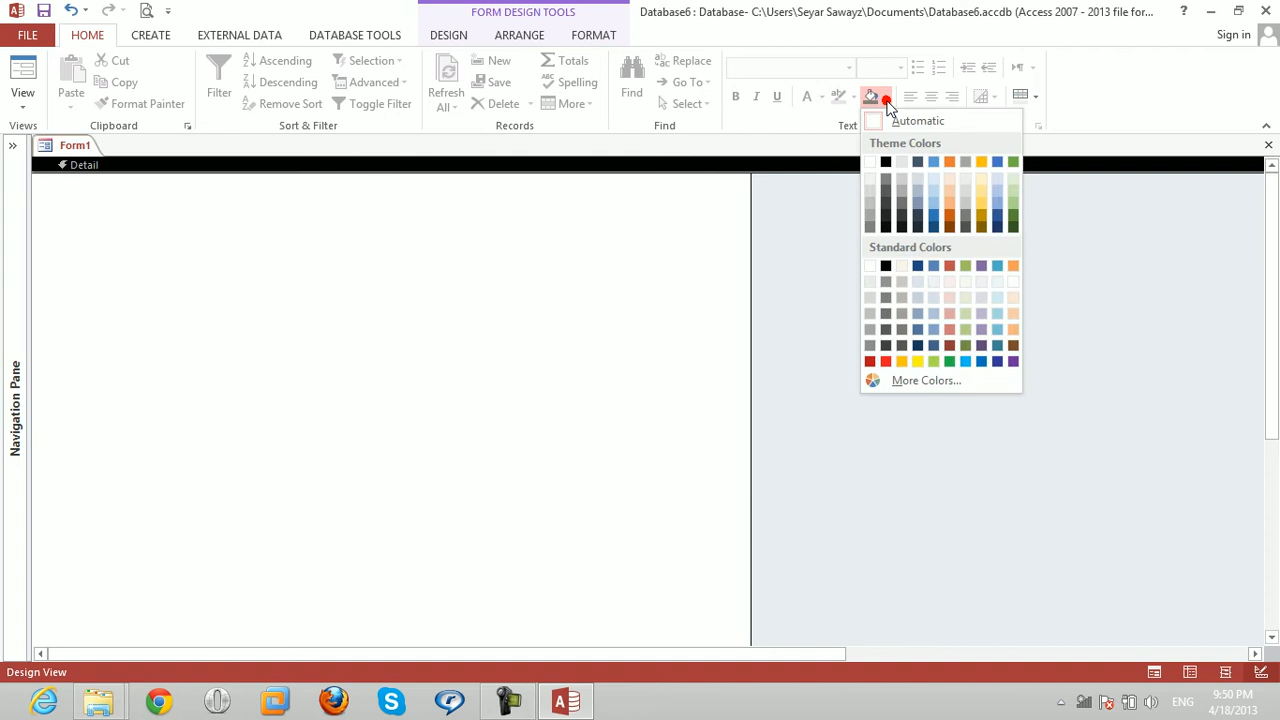 FORM DESIGN TOOLS
Database6 : Database- C:\Users\Seyar Sawayz\Documents\Database6.accdb (Access 2007 - 2013 file for...
FILE HOME CREATE EXTERNAL DATA DATABASE TOOLS DESIGN ARRANGE FORMAT Sign in
View
Views
Paste
Cut
Copy
Format Painter
Clipboard
Filter
Ascending
Descending
Remove Sort
Selection
Advanced
Toggle Filter
Sort & Filter
Refresh
All
New
Save
Delete
Totals
Spelling
More
Records
Find
Replace
Go To
Select
Find
B I U A
Text
Form1
Detail
Automatic
Theme Colors
Standard Colors
More Colors...
Navigation Pane
Design View
ENG
9:50 PM
4/18/2013